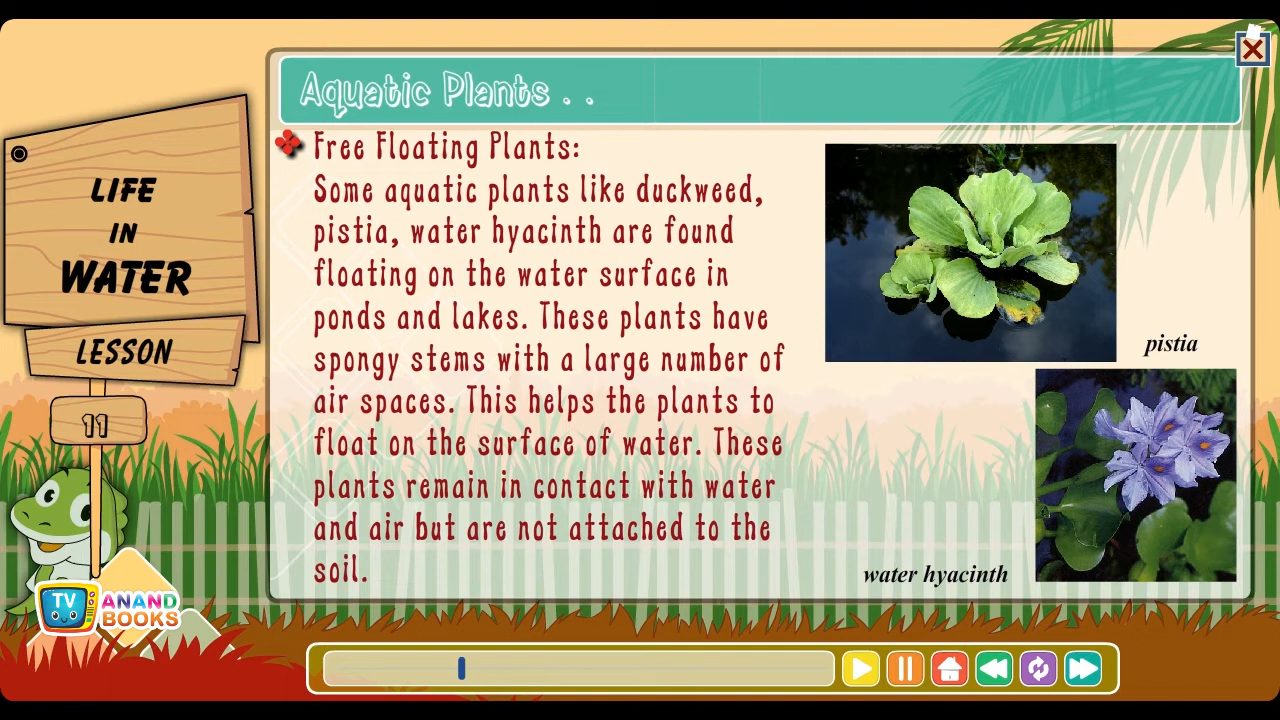 Aquatic Plants . .
LIFE
IN
WATER
LESSON
11
Free Floating Plants:
Some aquatic plants like duckweed,
pistia, water hyacinth are found
floating on the water surface in
ponds and lakes. These plants have
spongy stems with a large number of
air spaces. This helps the plants to
float on the surface of water. These
plants remain in contact with water
and air but are not attached to the
soil.
pistia
water hyacinth
TV
ANAND
BOOKS